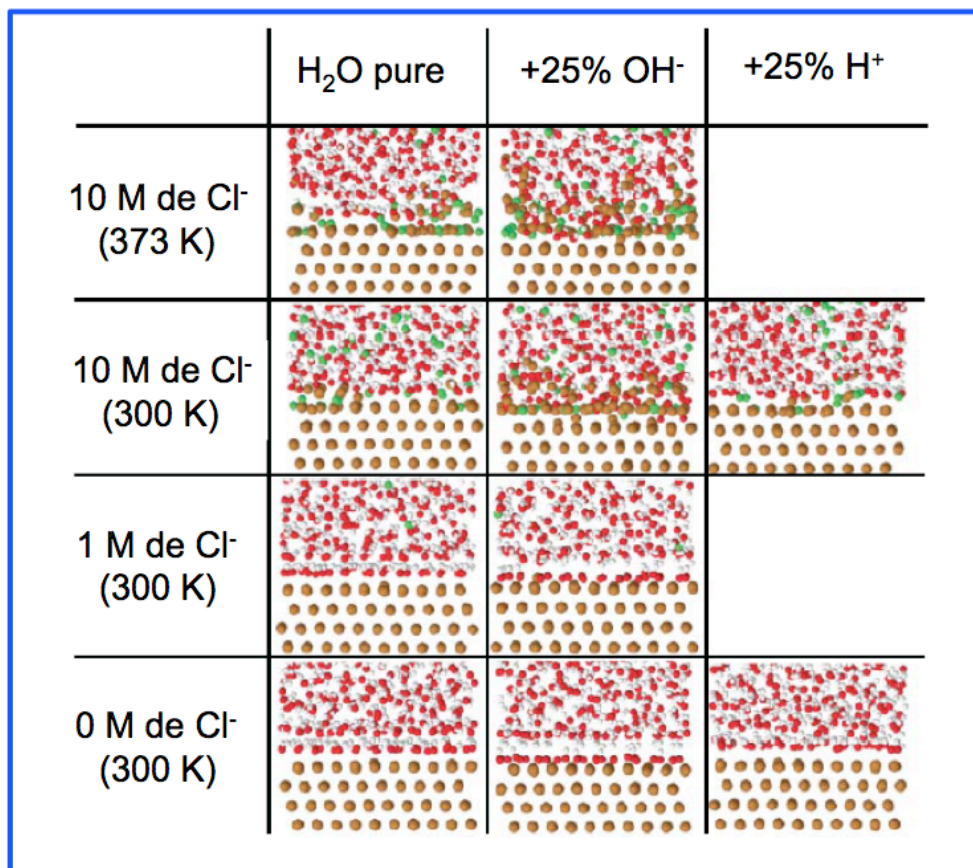 H₂O pure
+25% OH⁻
+25% H⁺
10 M de Cl⁻
(373 K)
10 M de Cl⁻
(300 K)
1 M de Cl⁻
(300 K)
0 M de Cl⁻
(300 K)